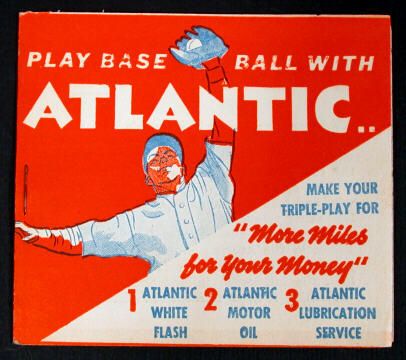 PLAY BASE BALL WITH
ATLANTIC..
MAKE YOUR
TRIPLE-PLAY FOR
"More Miles
for Your Money"
1 ATLANTIC WHITE FLASH
2 ATLANTIC MOTOR OIL
3 ATLANTIC LUBRICATION SERVICE